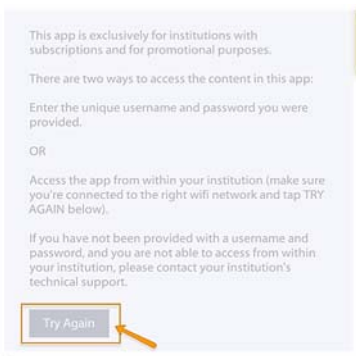 This app is exclusively for institutions with
subscriptions and for promotional purposes.
There are two ways to access the content in this app:
Enter the unique username and password you were
provided.
OR
Access the app from within your institution (make sure
you're connected to the right wifi network and tap TRY
AGAIN below).
If you have not been provided with a username and
password, and you are not able to access from within
your institution, please contact your institution's
technical support.
Try Again